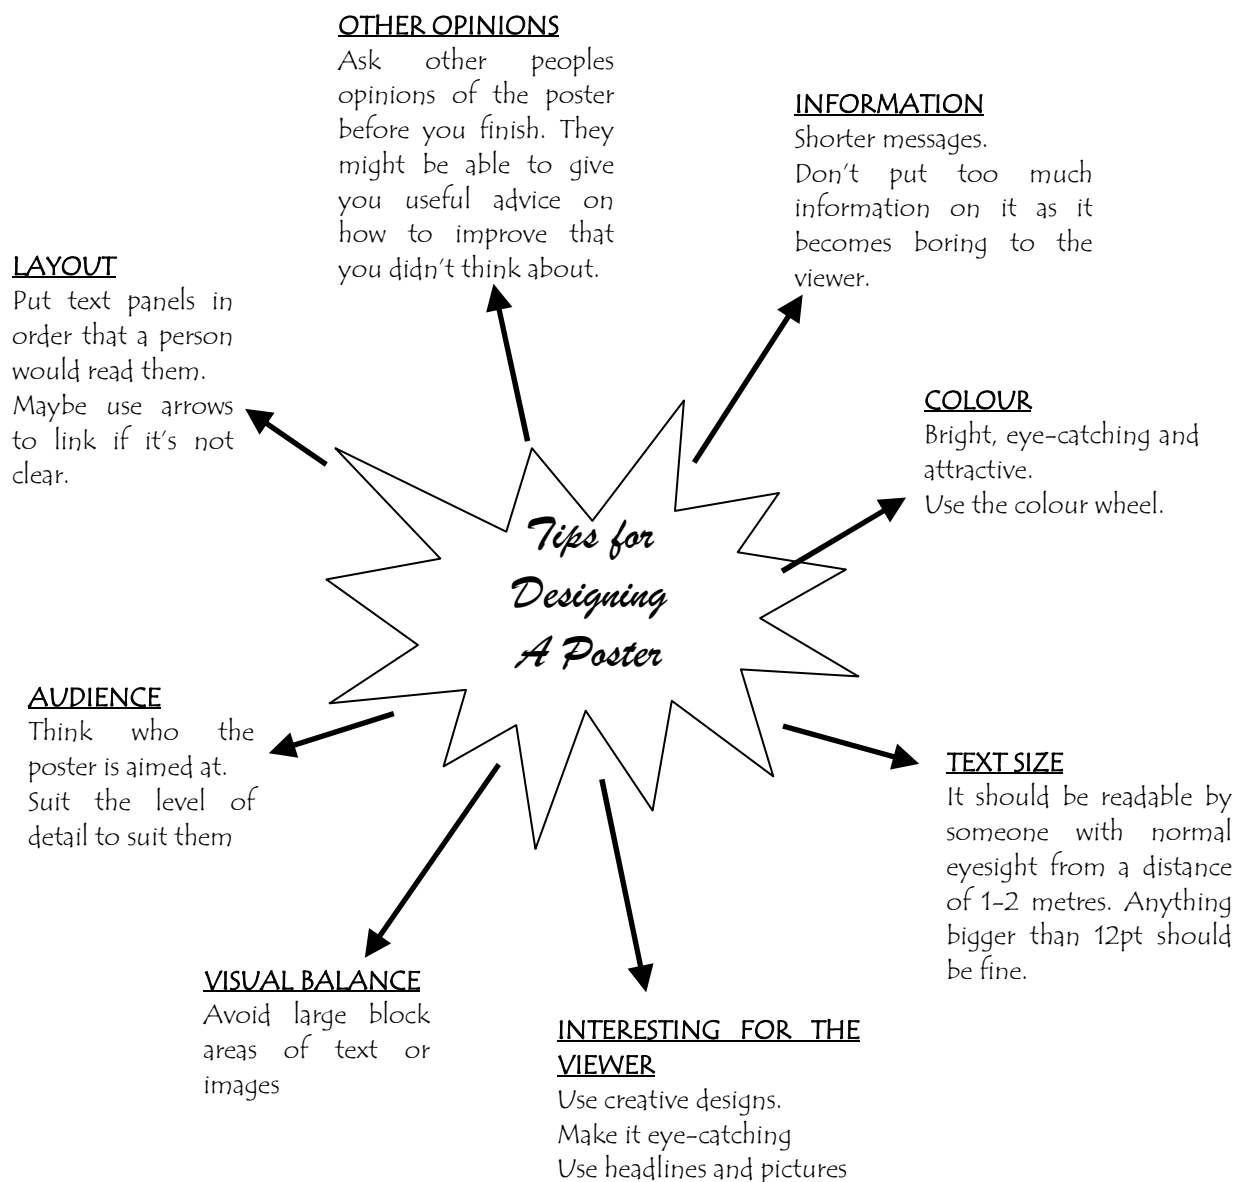 OTHER OPINIONS
Ask other peoples
opinions of the poster
before you finish. They
might be able to give
you useful advice on
how to improve that
you didn't think about.
INFORMATION
Shorter messages.
Don't put too much
information on it as it
becomes boring to the
viewer.
LAYOUT
Put text panels in
order that a person
would read them.
Maybe use arrows
to link if it's not
clear.
COLOUR
Bright, eye-catching and
attractive.
Use the colour wheel.
Tips for
Designing
A Poster
AUDIENCE
Think who the
poster is aimed at.
Suit the level of
detail to suit them
TEXT SIZE
It should be readable by
someone with normal
eyesight from a distance
of 1-2 metres. Anything
bigger than 12pt should
be fine.
VISUAL BALANCE
Avoid large block
areas of text or
images
INTERESTING FOR THE
VIEWER
Use creative designs.
Make it eye-catching
Use headlines and pictures